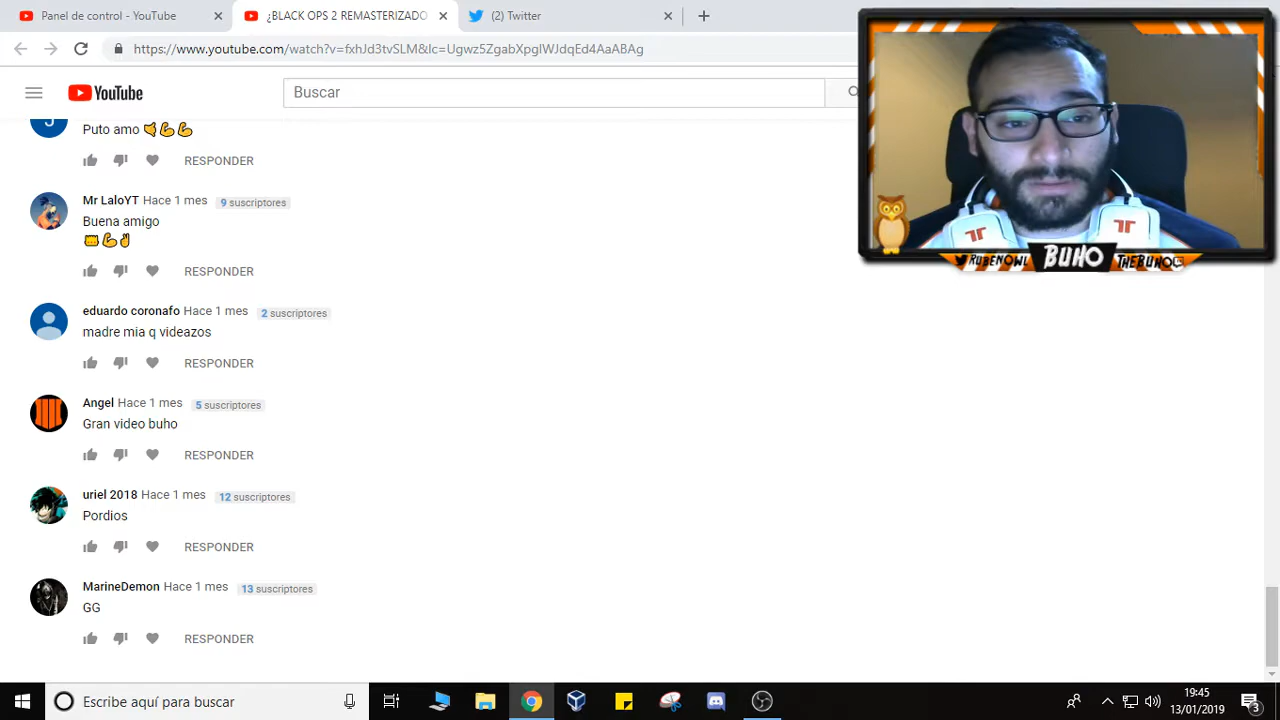 Panel de control - YouTube
¿BLACK OPS 2 REMASTERIZADO
(2) Twitter
https://www.youtube.com/watch?v=fxhJd3tvSLM&lc=Ugwz5ZgabXpgIWJdqEd4AaABAg
YouTube
Buscar
J
Puto amo
RESPONDER
Mr LaloYT Hace 1 mes 9 suscriptores
Buena amigo
RESPONDER
eduardo coronafo Hace 1 mes 2 suscriptores
madre mia q videazos
RESPONDER
Angel Hace 1 mes 5 suscriptores
Gran video buho
RESPONDER
uriel 2018 Hace 1 mes 12 suscriptores
Pordios
RESPONDER
MarineDemon Hace 1 mes 13 suscriptores
GG
RESPONDER
RUBENOWL BUHO THEBUHO
Escribe aquí para buscar
19:45
13/01/2019
3